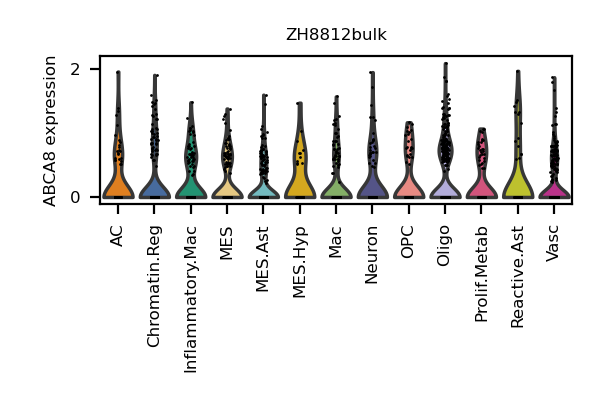 ZH8812bulk
ABCA8 expression
2
0
AC
Chromatin.Reg
Inflammatory.Mac
MES
MES.Ast
MES.Hyp
Mac
Neuron
OPC
Oligo
Prolif.Metab
Reactive.Ast
Vasc